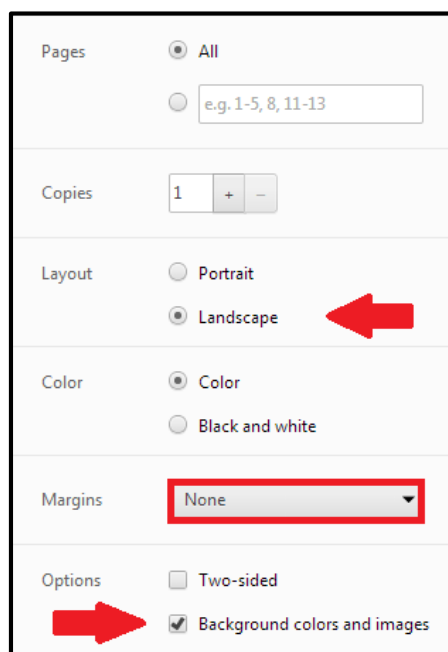 Pages All
e.g. 1-5, 8, 11-13
Copies 1 + −
Layout Portrait
Landscape
Color Color
Black and white
Margins None
Options Two-sided
Background colors and images